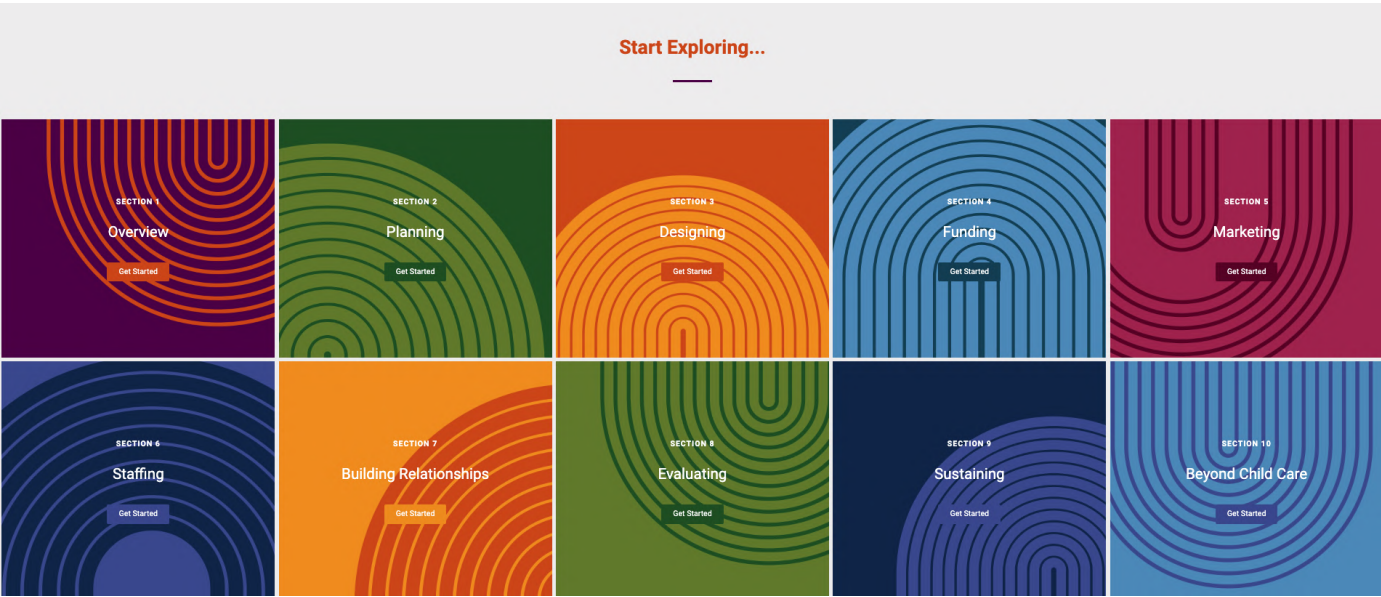 Start Exploring...
SECTION 1
Overview
Get Started
SECTION 2
Planning
Get Started
SECTION 3
Designing
Get Started
SECTION 4
Funding
Get Started
SECTION 5
Marketing
Get Started
SECTION 6
Staffing
Get Started
SECTION 7
Building Relationships
Get Started
SECTION 8
Evaluating
Get Started
SECTION 9
Sustaining
Get Started
SECTION 10
Beyond Child Care
Get Started